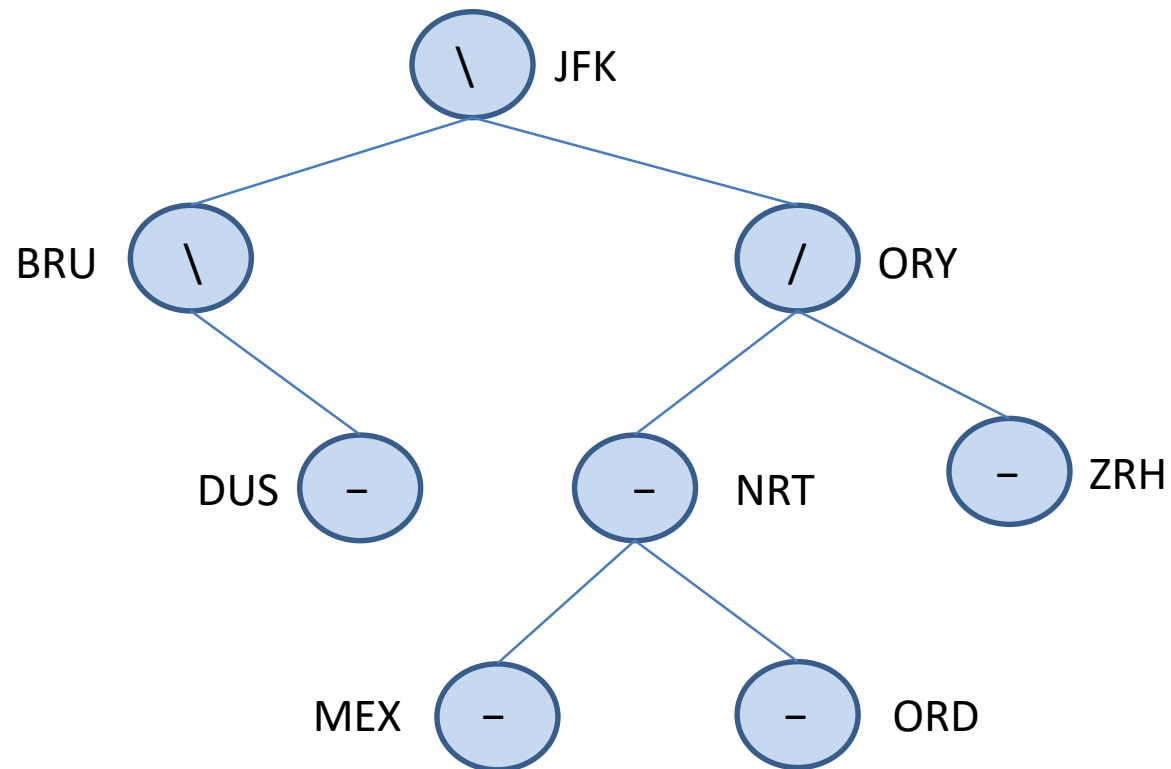 \ JFK
BRU \ / ORY
DUS – – NRT – ZRH
MEX – – ORD